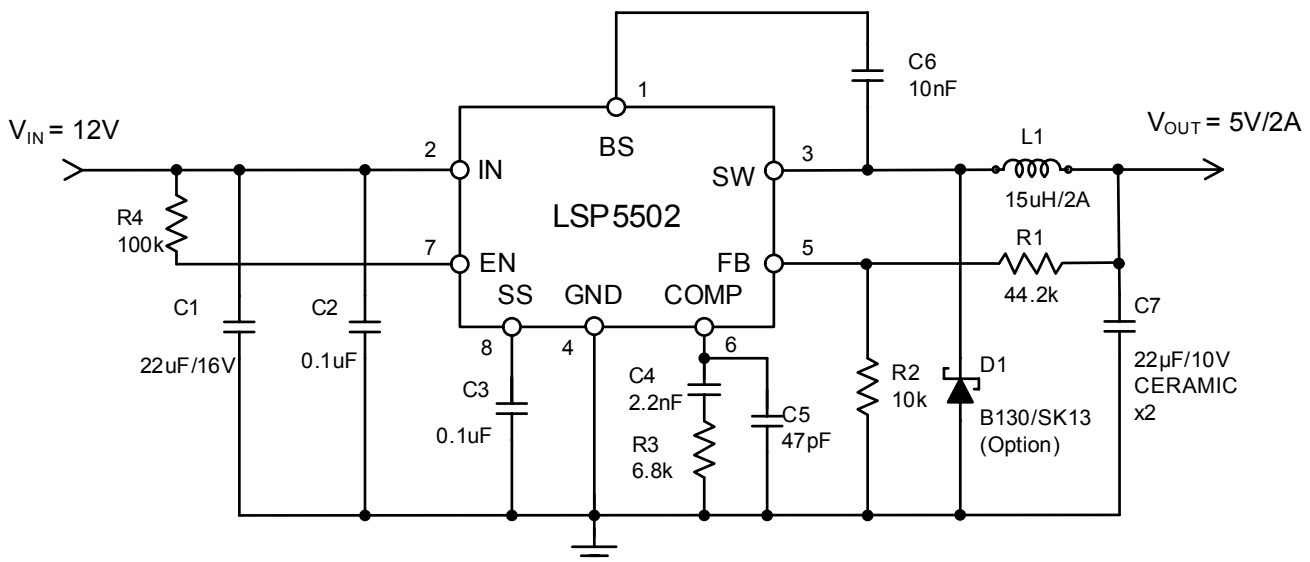 C6
10nF
1
V_IN = 12V
V_OUT = 5V/2A
BS
2
IN
3
SW
L1
15uH/2A
LSP5502
R4
100k
7
EN
5
FB
R1
44.2k
SS
GND
COMP
C1
22uF/16V
C2
0.1uF
8
4
6
C7
22µF/10V
CERAMIC
x2
C3
0.1uF
C4
2.2nF
R3
6.8k
C5
47pF
R2
10k
D1
B130/SK13
(Option)